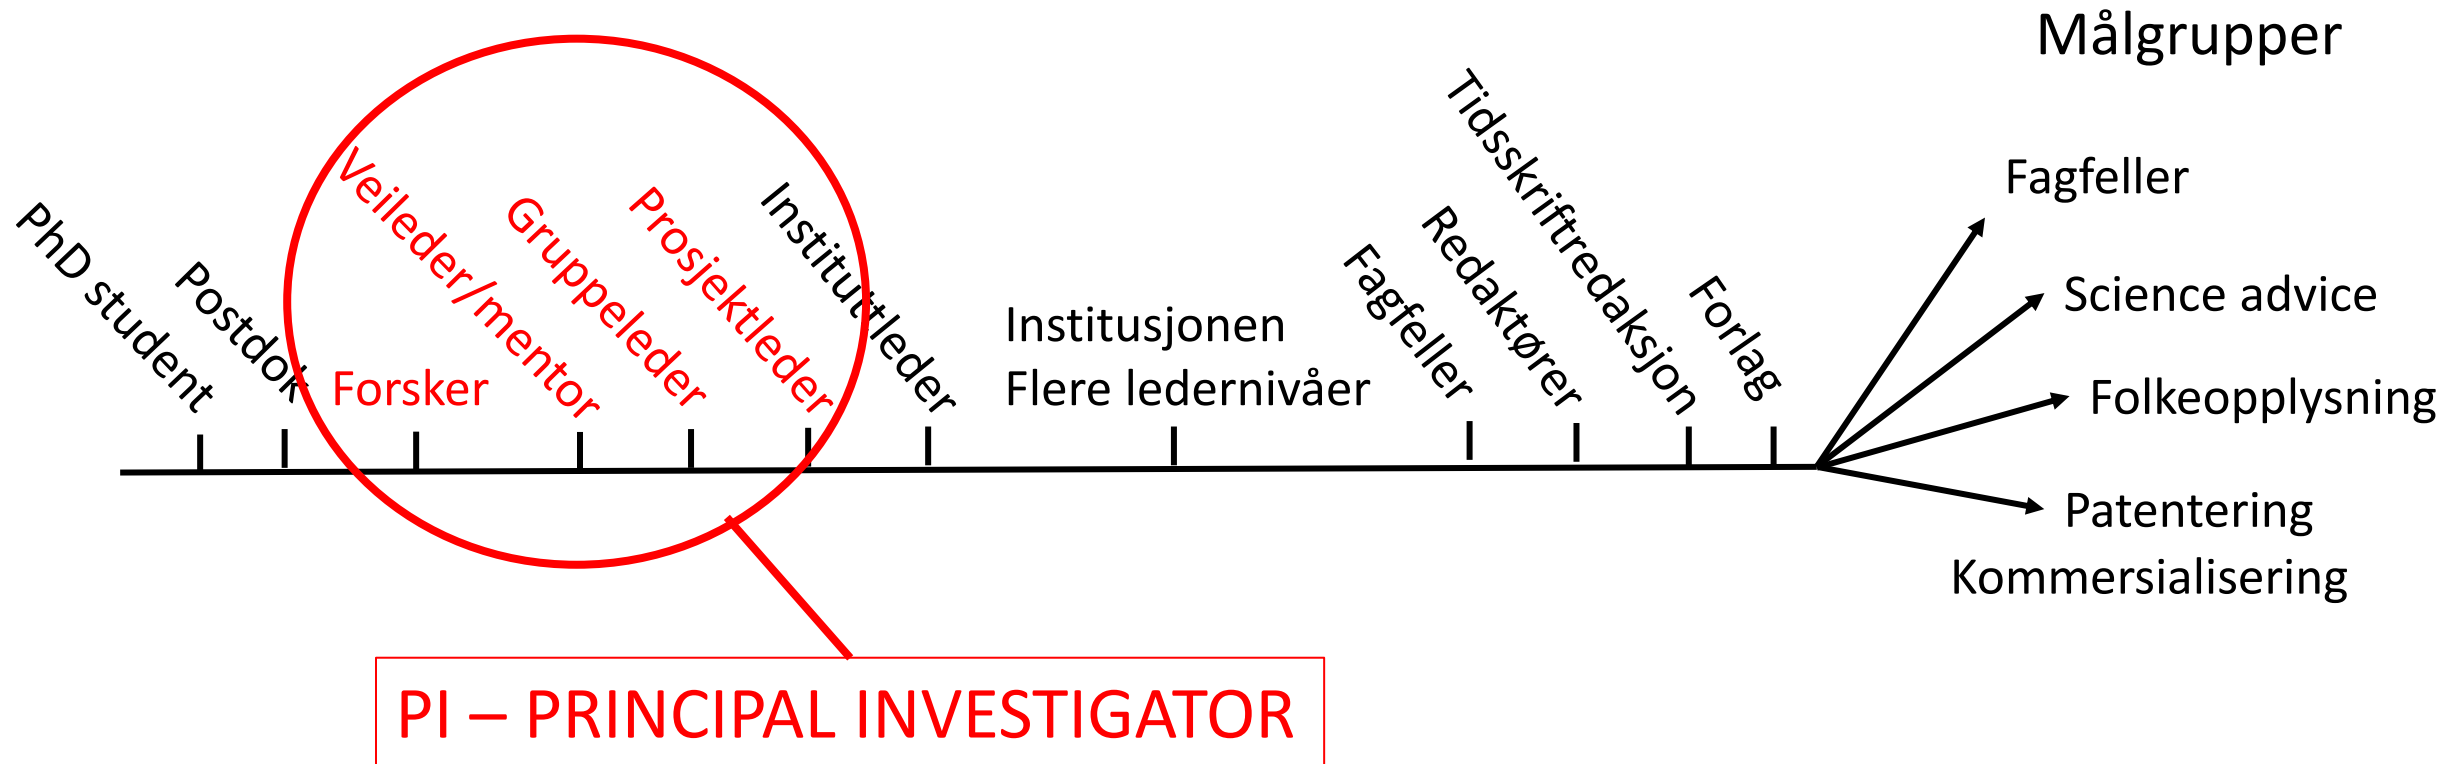 Målgrupper
PhD student
Postdok
Forsker
Veileder/mentor
Gruppeleder
Prosjektleder
Instituttleder
Institusjonen
Flere ledernivåer
Fagfeller
Redaktører
Tidsskriftredaksjon
Forlag
Fagfeller
Science advice
Folkeopplysning
Patentering
Kommersialisering
PI – PRINCIPAL INVESTIGATOR